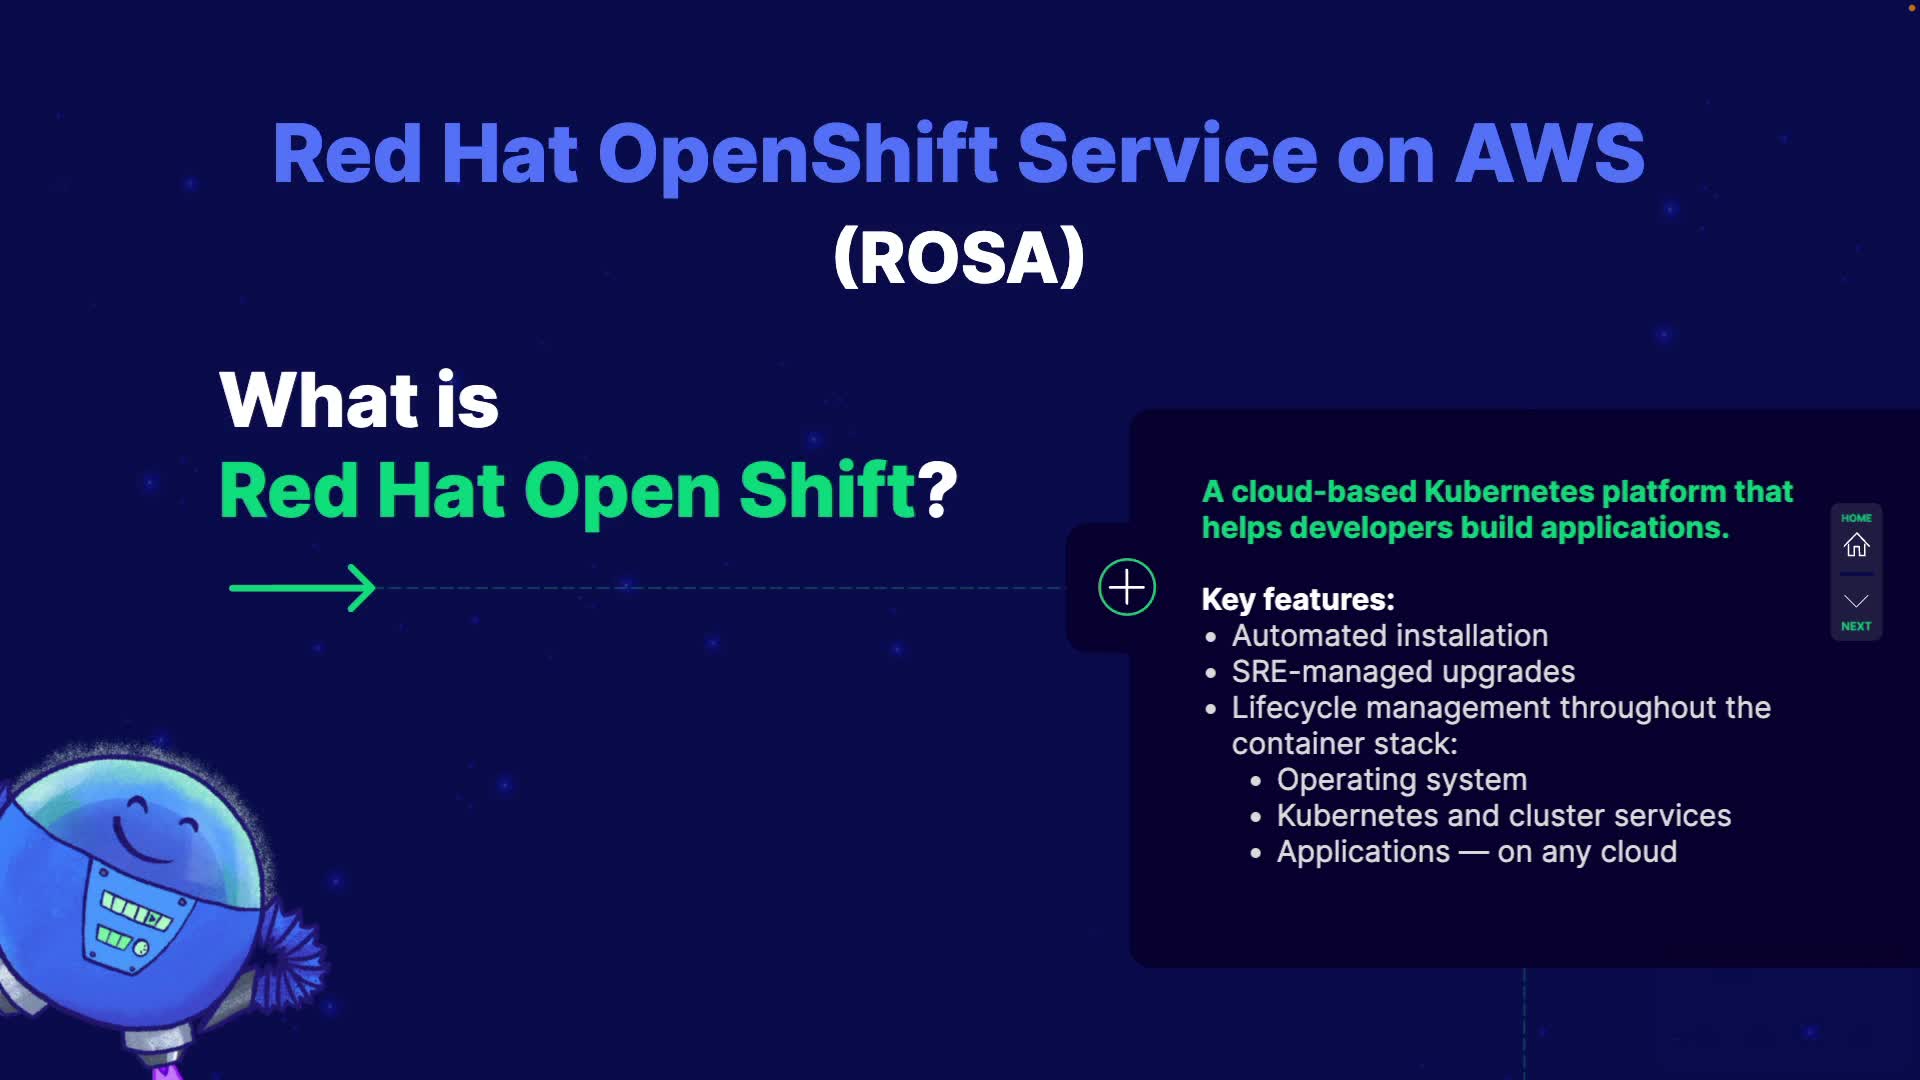 Red Hat OpenShift Service on AWS
(ROSA)
What is
Red Hat Open Shift?
A cloud-based Kubernetes platform that
helps developers build applications.
Key features:
• Automated installation
• SRE-managed upgrades
• Lifecycle management throughout the
container stack:
• Operating system
• Kubernetes and cluster services
• Applications — on any cloud
HOME
NEXT